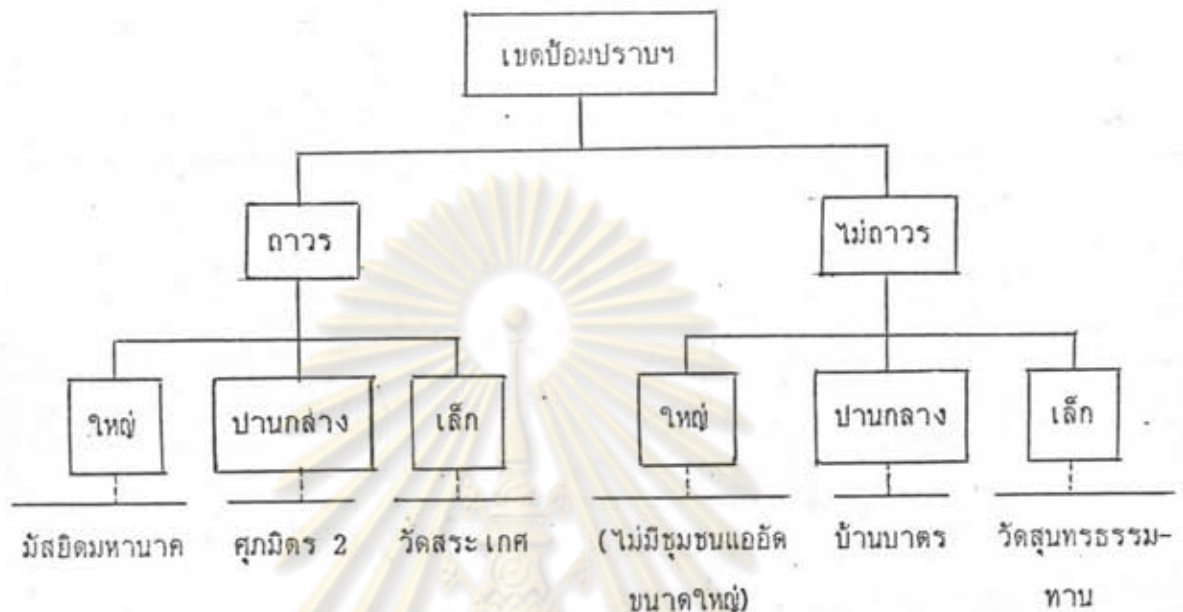 เขตป้อมปราบฯ
ถาวร
ไม่ถาวร
ใหญ่
ปานกลาง
เล็ก
ใหญ่
ปานกลาง
เล็ก
มัสยิดมหานาค
ศุภมิตร 2
วัดสระเกศ
(ไม่มีชุมชนแออัด
ขนาดใหญ่)
บ้านบาตร
วัดสุนทรธรรม-
ทาน